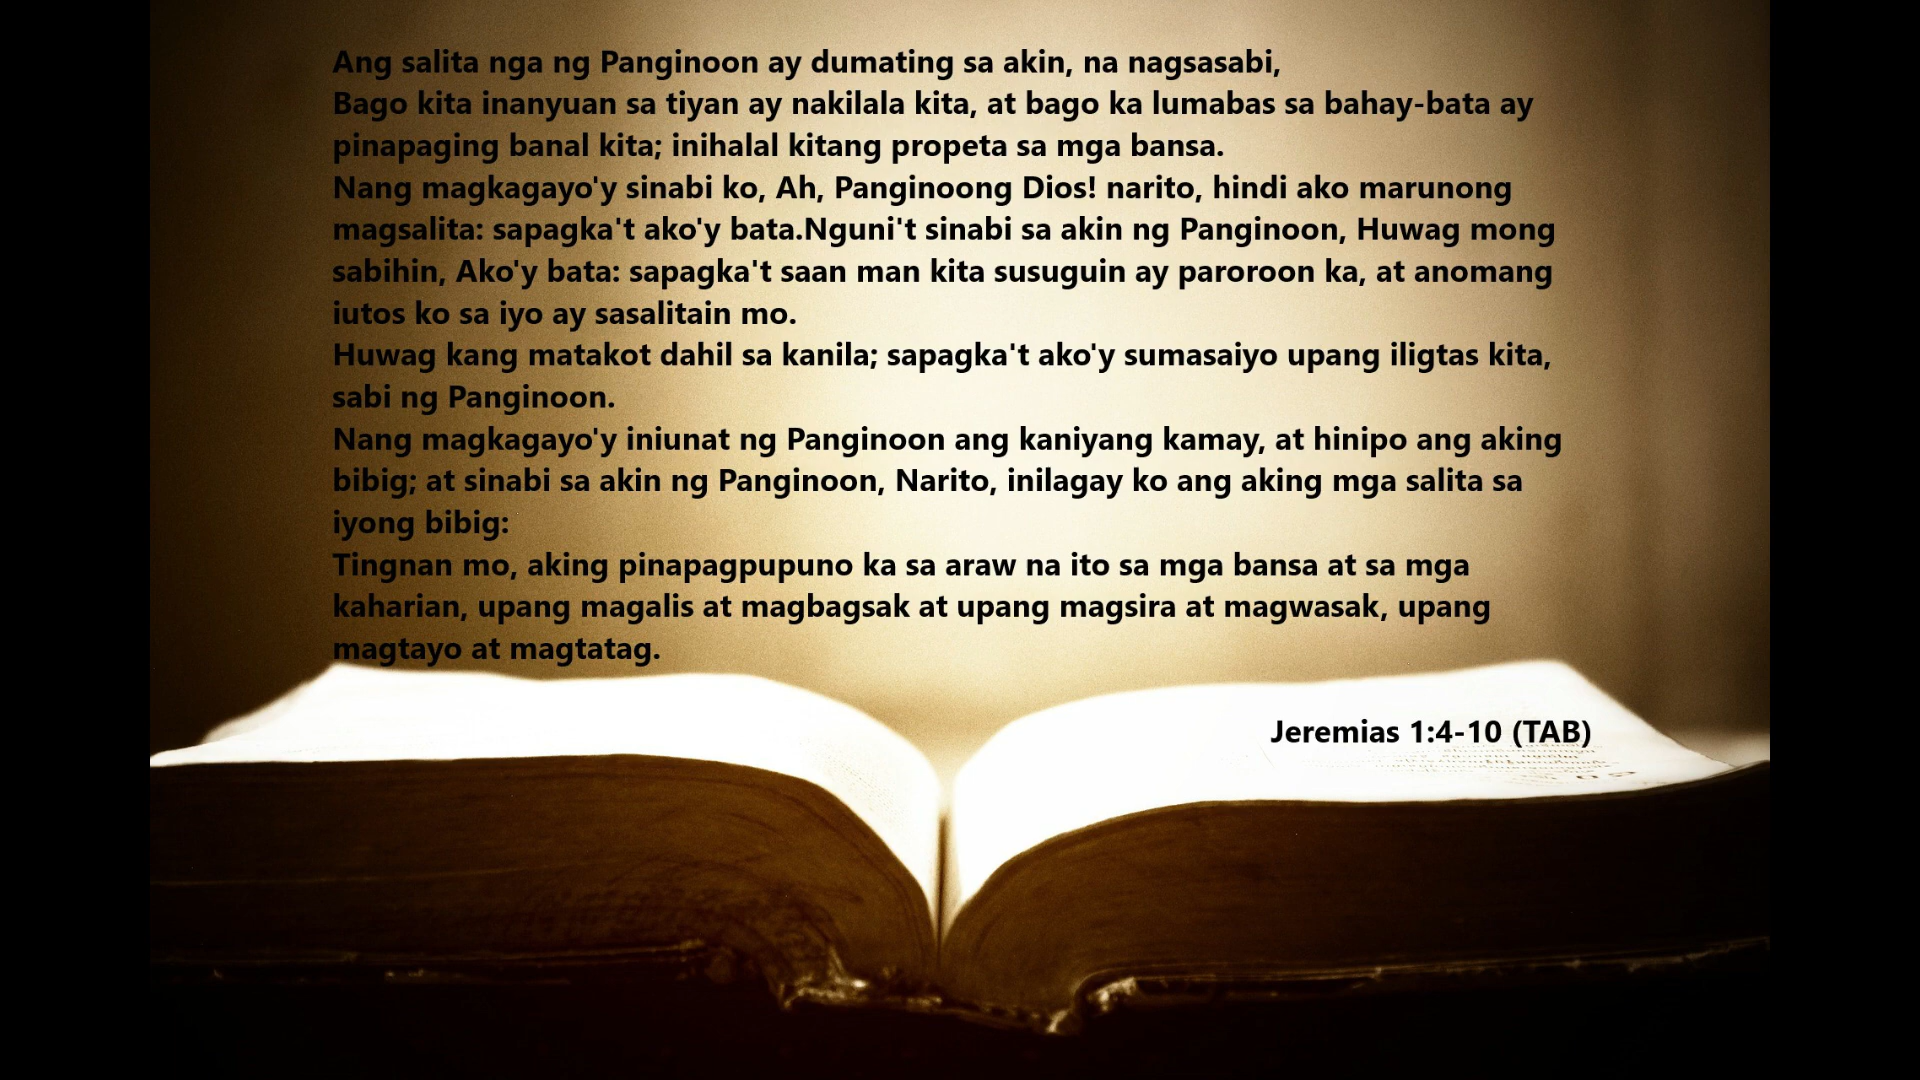 Ang salita nga ng Panginoon ay dumating sa akin, na nagsasabi,
Bago kita inanyuan sa tiyan ay nakilala kita, at bago ka lumabas sa bahay-bata ay
pinapaging banal kita; inihalal kitang propeta sa mga bansa.
Nang magkagayo'y sinabi ko, Ah, Panginoong Dios! narito, hindi ako marunong
magsalita: sapagka't ako'y bata.Nguni't sinabi sa akin ng Panginoon, Huwag mong
sabihin, Ako'y bata: sapagka't saan man kita susuguin ay paroroon ka, at anomang
iutos ko sa iyo ay sasalitain mo.
Huwag kang matakot dahil sa kanila; sapagka't ako'y sumasaiyo upang iligtas kita,
sabi ng Panginoon.
Nang magkagayo'y iniunat ng Panginoon ang kaniyang kamay, at hinipo ang aking
bibig; at sinabi sa akin ng Panginoon, Narito, inilagay ko ang aking mga salita sa
iyong bibig:
Tingnan mo, aking pinapagpupuno ka sa araw na ito sa mga bansa at sa mga
kaharian, upang magalis at magbagsak at upang magsira at magwasak, upang
magtayo at magtatag.
Jeremias 1:4-10 (TAB)